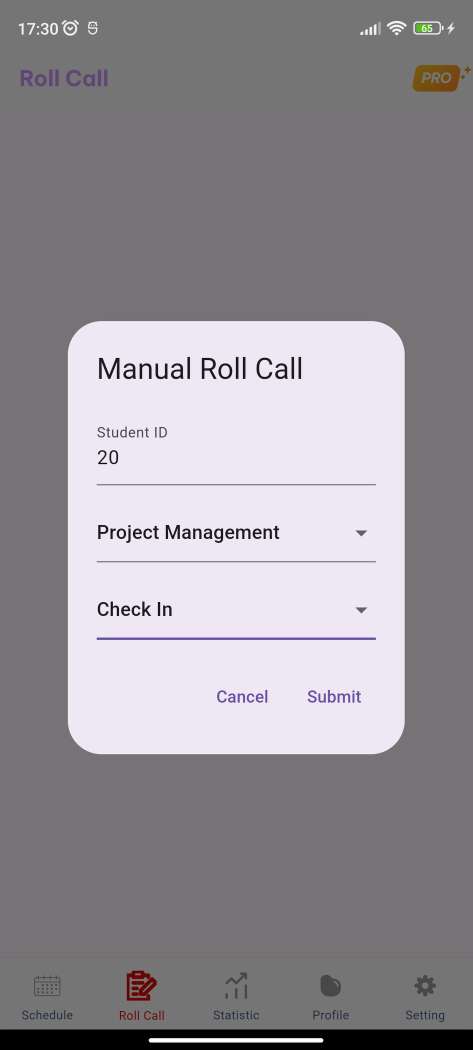 17:30
65
Roll Call
PRO
Manual Roll Call
Student ID
20
Project Management
Check In
Cancel Submit
Schedule Roll Call Statistic Profile Setting